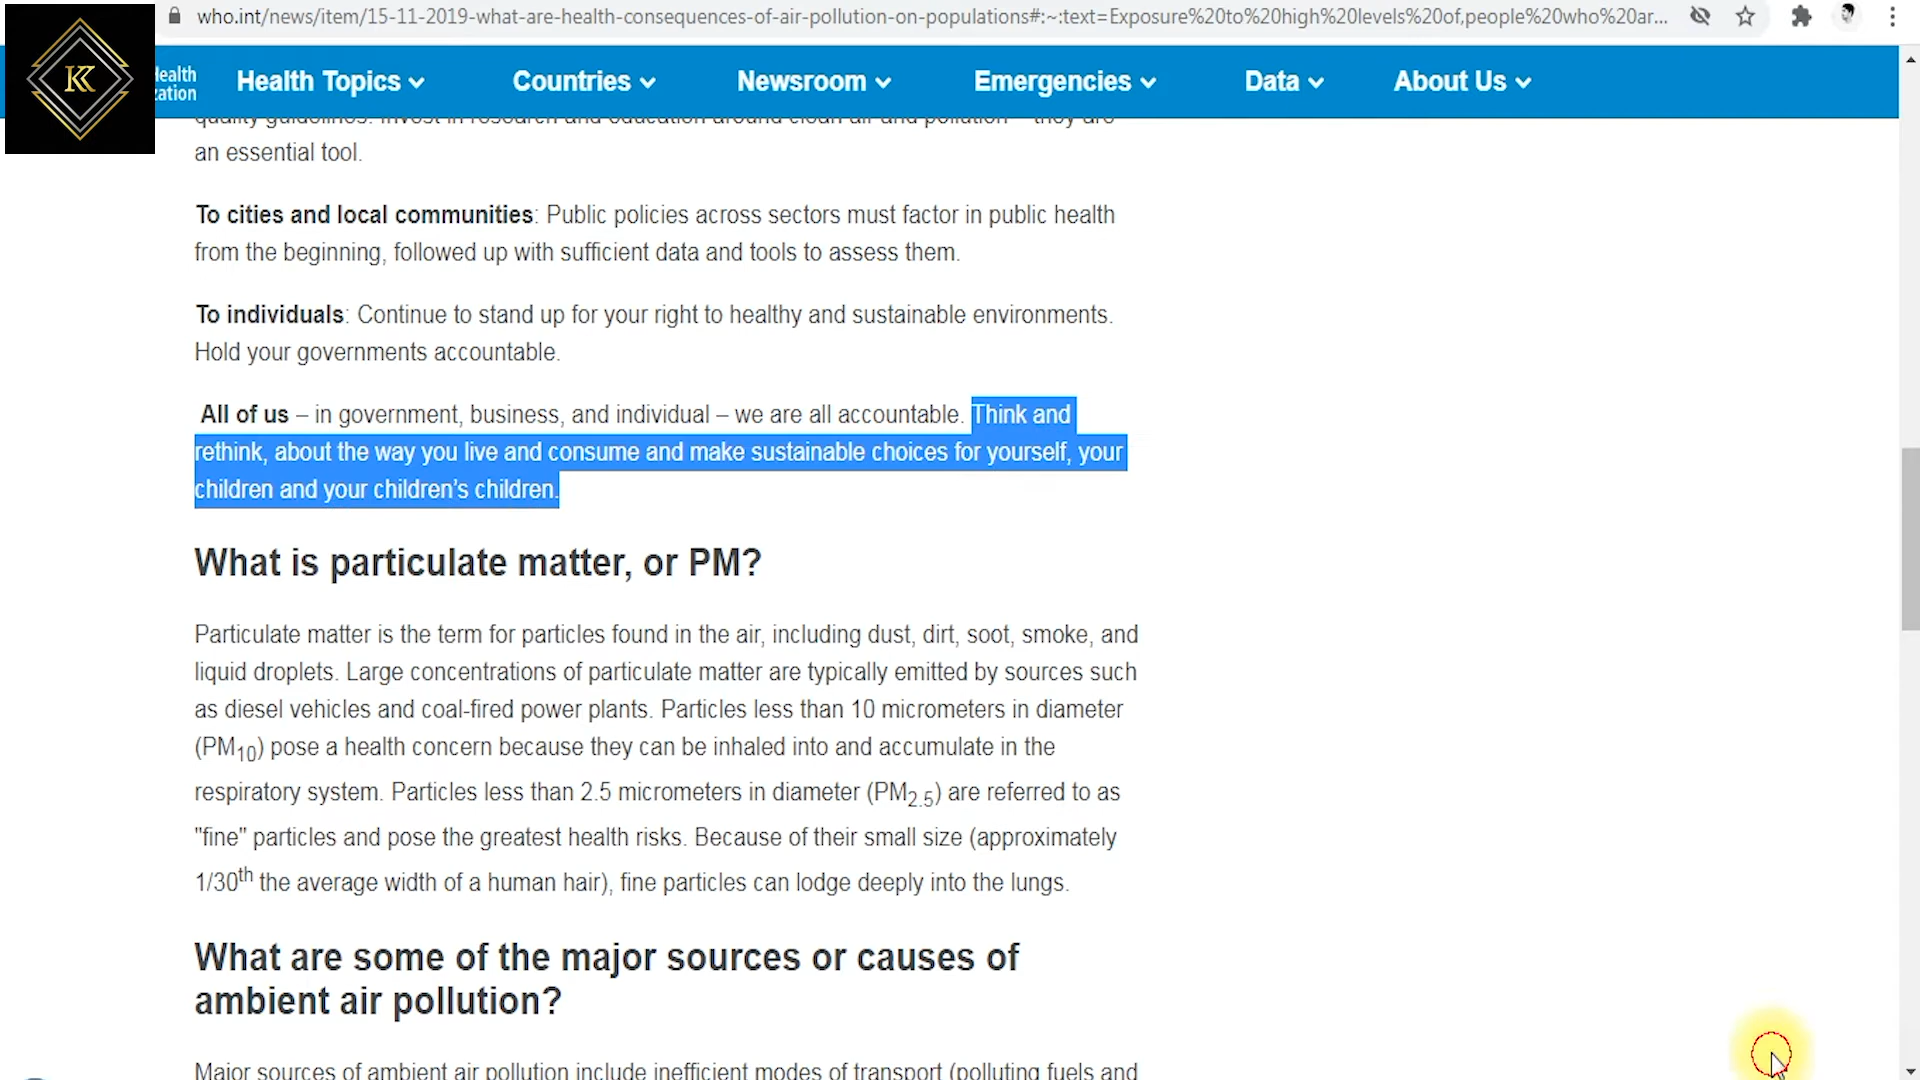 who.int/news/item/15-11-2019-what-are-health-consequences-of-air-pollution-on-populations#:~:text=Exposure%20to%20high%20levels%20of,people%20who%20ar...
KK
Health Topics Countries Newsroom Emergencies Data About Us
quality guidelines. Invest in research and education around clean air and pollution – they are
an essential tool.
To cities and local communities: Public policies across sectors must factor in public health
from the beginning, followed up with sufficient data and tools to assess them.
To individuals: Continue to stand up for your right to healthy and sustainable environments.
Hold your governments accountable.
All of us – in government, business, and individual – we are all accountable. Think and
rethink, about the way you live and consume and make sustainable choices for yourself, your
children and your children’s children.
What is particulate matter, or PM?
Particulate matter is the term for particles found in the air, including dust, dirt, soot, smoke, and
liquid droplets. Large concentrations of particulate matter are typically emitted by sources such
as diesel vehicles and coal-fired power plants. Particles less than 10 micrometers in diameter
(PM10) pose a health concern because they can be inhaled into and accumulate in the
respiratory system. Particles less than 2.5 micrometers in diameter (PM2.5) are referred to as
"fine" particles and pose the greatest health risks. Because of their small size (approximately
1/30th the average width of a human hair), fine particles can lodge deeply into the lungs.
What are some of the major sources or causes of
ambient air pollution?
Major sources of ambient air pollution include inefficient modes of transport (polluting fuels and